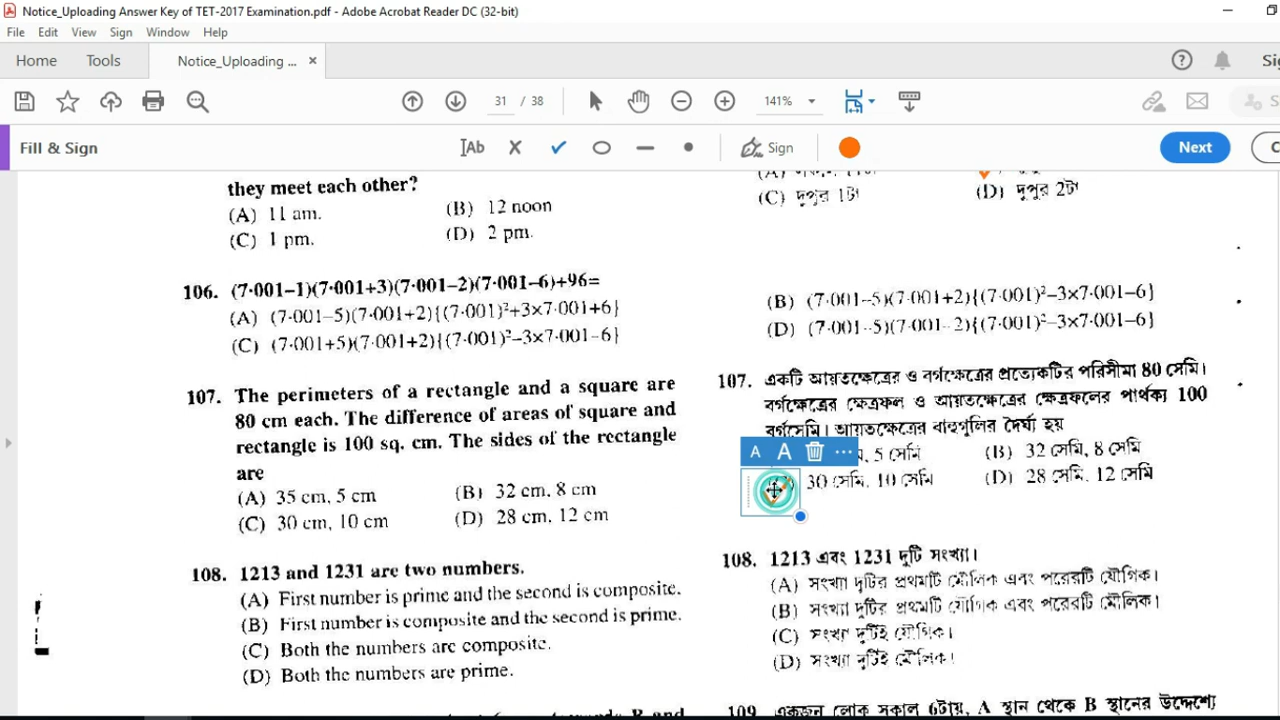 Notice_Uploading Answer Key of TET-2017 Examination.pdf - Adobe Acrobat Reader DC (32-bit)
File Edit View Sign Window Help
Home Tools Notice_Uploading ... ×
31 / 38 141%
Fill & Sign Ab Sign Next
they meet each other?
(A) 11 am. (B) 12 noon
(C) 1 pm. (D) 2 pm.
(C) দুপুর 1টা (D) দুপুর 2টা
106. (7·001–1)(7·001+3)(7·001–2)(7·001–6)+96=
(A) (7·001–5)(7·001+2){(7·001)²+3×7·001+6}
(B) (7·001–5)(7·001+2){(7·001)²–3×7·001–6}
(C) (7·001+5)(7·001+2){(7·001)²–3×7·001–6}
(D) (7·001–5)(7·001–2){(7·001)²–3×7·001–6}
107. The perimeters of a rectangle and a square are
80 cm each. The difference of areas of square and
rectangle is 100 sq. cm. The sides of the rectangle
are
(A) 35 cm, 5 cm (B) 32 cm, 8 cm
(C) 30 cm, 10 cm (D) 28 cm, 12 cm
107. একটি আয়তক্ষেত্রের ও বর্গক্ষেত্রের প্রত্যেকটির পরিসীমা 80 সেমি।
বর্গক্ষেত্রের ক্ষেত্রফল ও আয়তক্ষেত্রের ক্ষেত্রফলের পার্থক্য 100
বর্গসেমি। আয়তক্ষেত্রের বাহুগুলির দৈর্ঘ্য হয়
5 সেমি (B) 32 সেমি, 8 সেমি
30 সেমি, 10 সেমি (D) 28 সেমি, 12 সেমি
108. 1213 and 1231 are two numbers.
(A) First number is prime and the second is composite.
(B) First number is composite and the second is prime.
(C) Both the numbers are composite.
(D) Both the numbers are prime.
108. 1213 এবং 1231 দুটি সংখ্যা।
(A) সংখ্যা দুটির প্রথমটি মৌলিক এবং পরেরটি যৌগিক।
(B) সংখ্যা দুটির প্রথমটি যৌগিক এবং পরেরটি মৌলিক।
(C) সংখ্যা দুটিই যৌগিক।
(D) সংখ্যা দুটিই মৌলিক।
109 একজন লোক সকাল 6টায়, A স্থান থেকে B স্থানের উদ্দেশ্যে